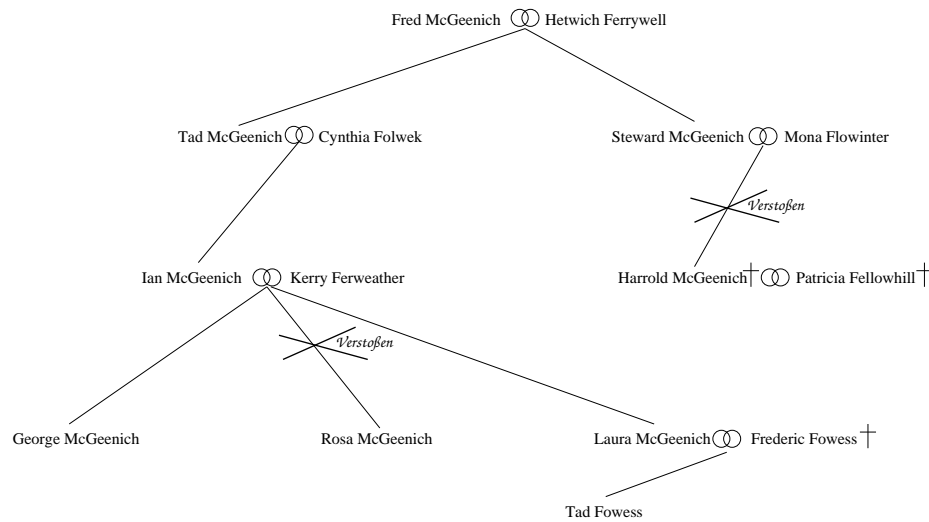 Fred McGeenich Hetwich Ferrywell
Tad McGeenich Cynthia Folwek Steward McGeenich Mona Flowinter
Verstoßen
Ian McGeenich Kerry Ferweather Harrold McGeenich Patricia Fellowhill
Verstoßen
George McGeenich Rosa McGeenich Laura McGeenich Frederic Fowess
Tad Fowess